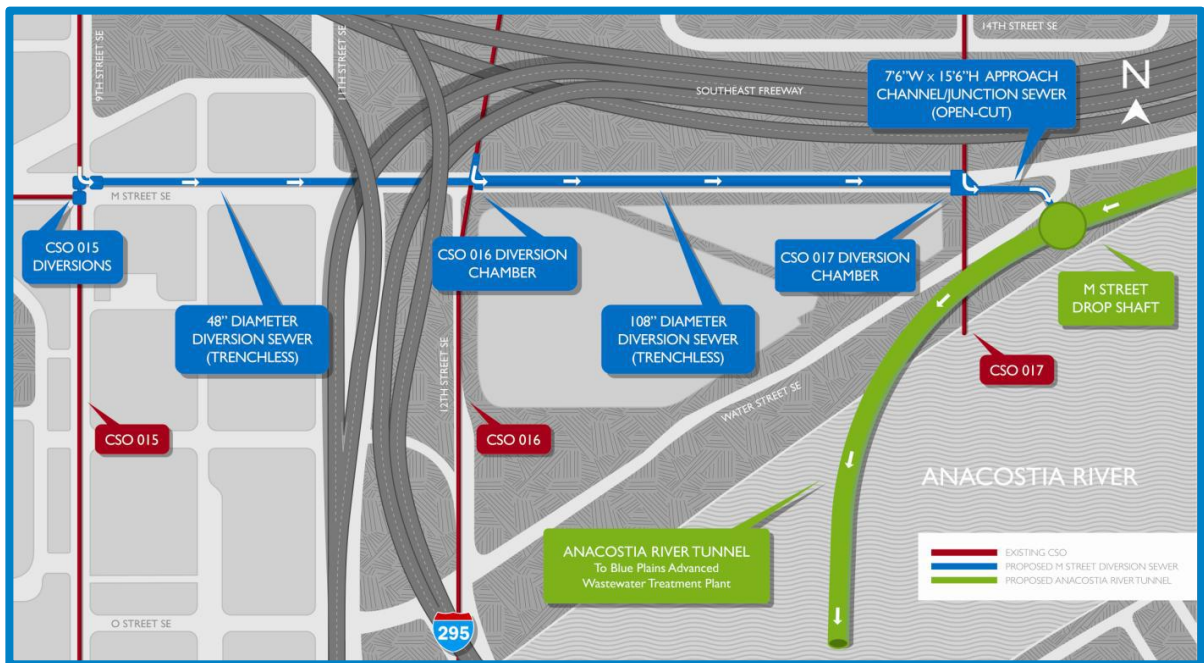 9TH STREET SE
11TH STREET SE
14TH STREET SE
SOUTHEAST FREEWAY
7'6"W x 15'6"H APPROACH
CHANNEL/JUNCTION SEWER
(OPEN-CUT)
N
M STREET SE
CSO 015
DIVERSIONS
CSO 016 DIVERSION
CHAMBER
CSO 017 DIVERSION
CHAMBER
M STREET
DROP SHAFT
48" DIAMETER
DIVERSION SEWER
(TRENCHLESS)
108" DIAMETER
DIVERSION SEWER
(TRENCHLESS)
12TH STREET SE
WATER STREET SE
CSO 017
CSO 015
CSO 016
ANACOSTIA RIVER
ANACOSTIA RIVER TUNNEL
To Blue Plains Advanced
Wastewater Treatment Plant
EXISTING CSO
PROPOSED M STREET DIVERSION SEWER
PROPOSED ANACOSTIA RIVER TUNNEL
O STREET SE
295